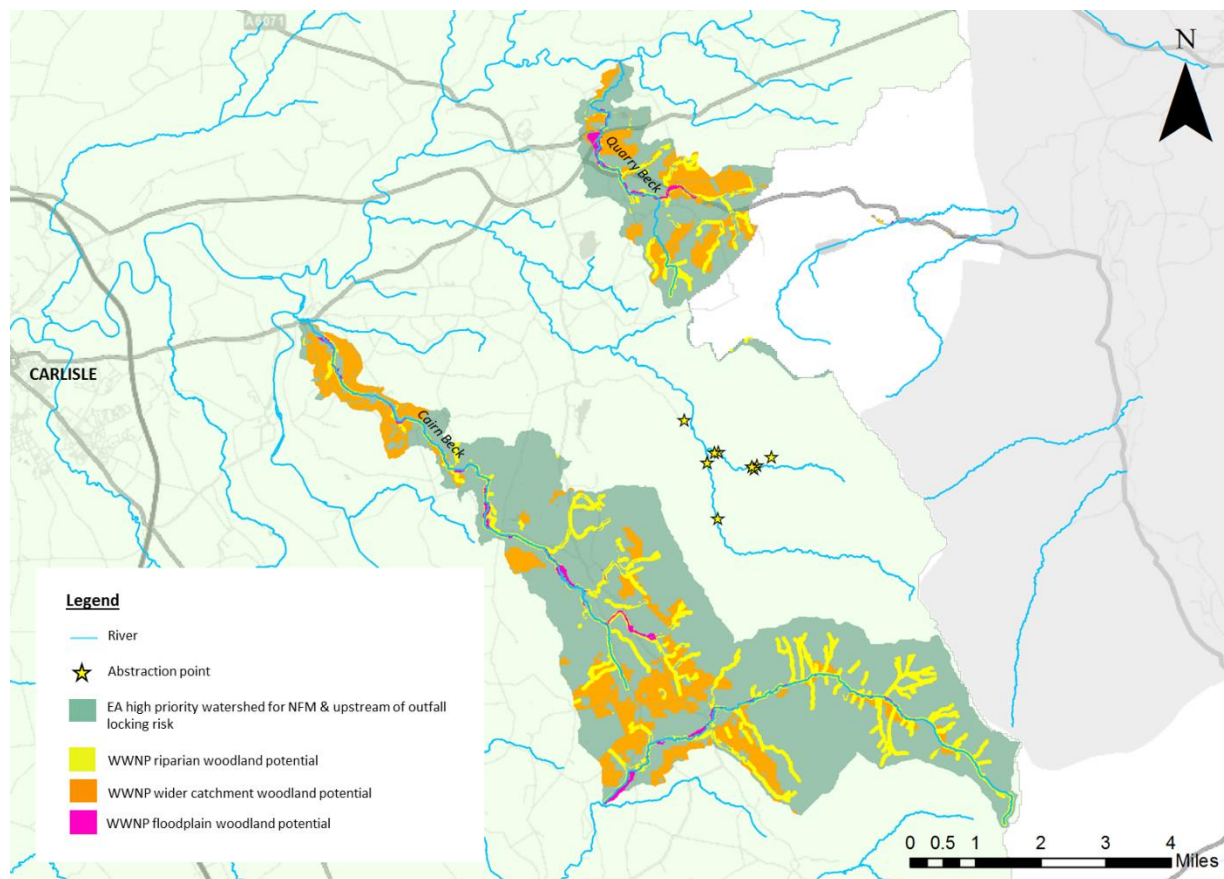 A6071
N
Quarry Beck
CARLISLE
Cairn Beck
Legend
River
Abstraction point
EA high priority watershed for NFM & upstream of outfall
locking risk
WWNP riparian woodland potential
WWNP wider catchment woodland potential
WWNP floodplain woodland potential
0 0.5 1 2 3 4
Miles